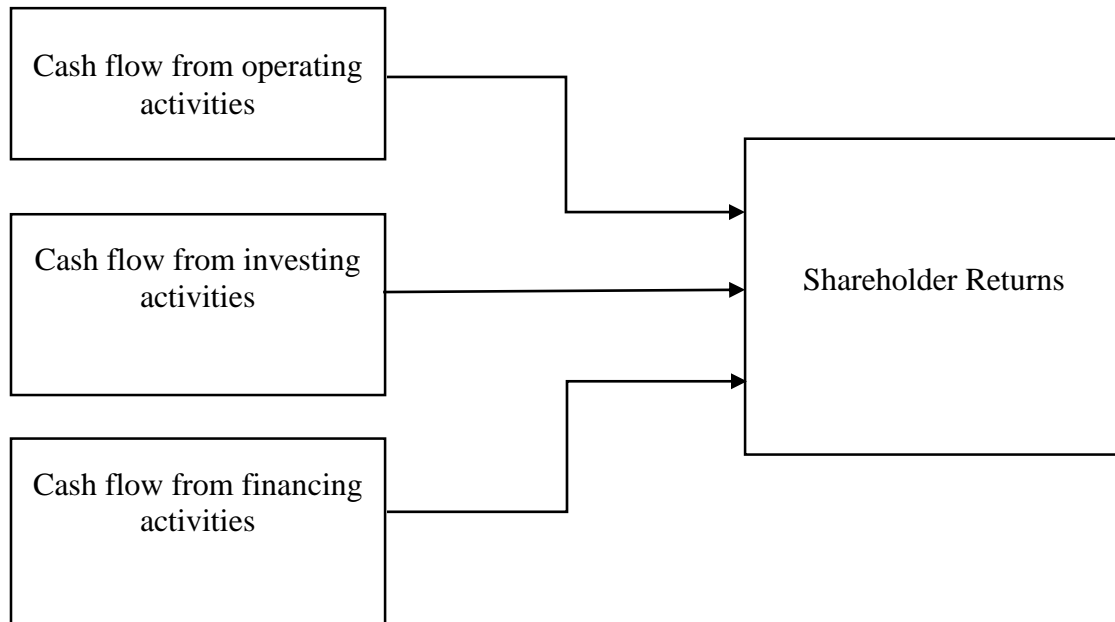 Cash flow from operating
activities
Cash flow from investing
activities
Shareholder Returns
Cash flow from financing
activities